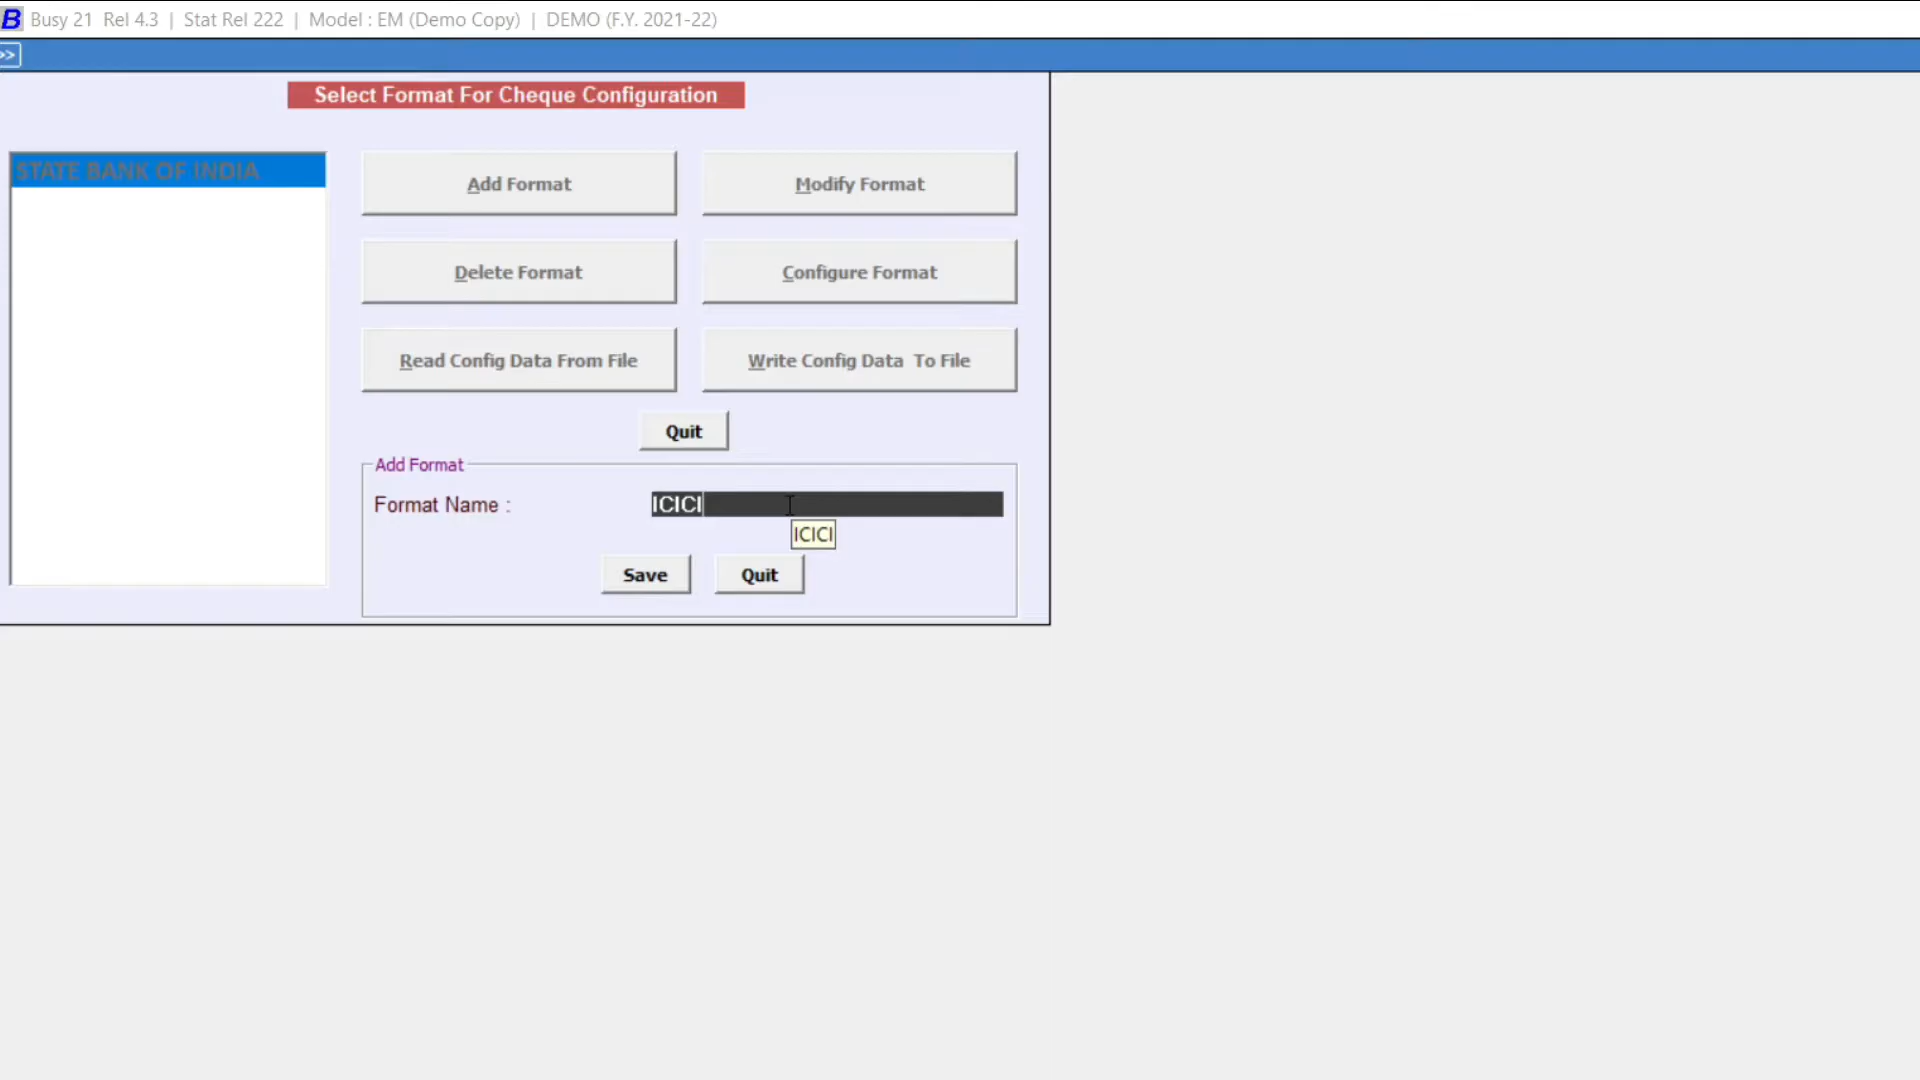 B Busy 21 Rel 4.3 | Stat Rel 222 | Model : EM (Demo Copy) | DEMO (F.Y. 2021-22)
>>
Select Format For Cheque Configuration
STATE BANK OF INDIA
Add Format
Modify Format
Delete Format
Configure Format
Read Config Data From File
Write Config Data To File
Quit
Add Format
Format Name :
ICICI
ICICI
Save
Quit